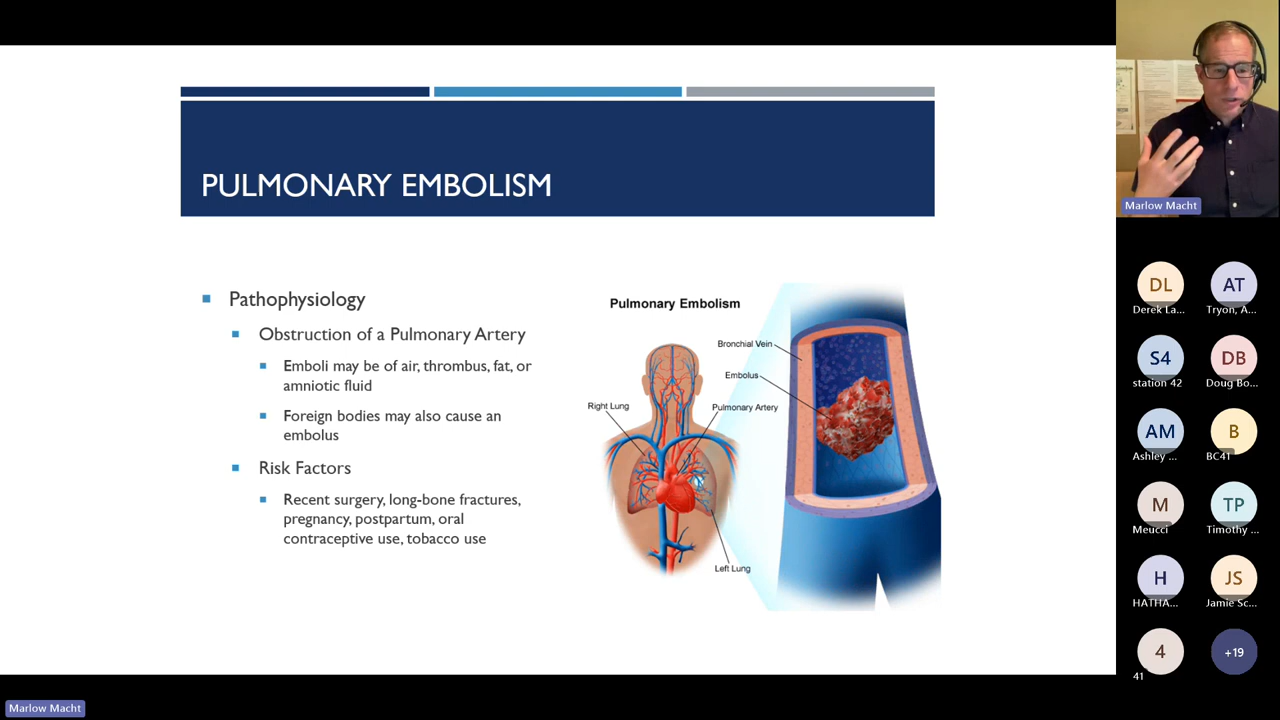 PULMONARY EMBOLISM
Pathophysiology
Obstruction of a Pulmonary Artery
Emboli may be of air, thrombus, fat, or
amniotic fluid
Foreign bodies may also cause an
embolus
Risk Factors
Recent surgery, long-bone fractures,
pregnancy, postpartum, oral
contraceptive use, tobacco use
Pulmonary Embolism
Bronchial Vein
Embolus
Right Lung
Pulmonary Artery
Left Lung
Marlow Macht
DL
AT
Derek La...
Tryon, A...
S4
DB
station 42
Doug Bo...
AM
B
Ashley ...
BC41
M
TP
Meucci
Timothy ...
H
JS
HATHA...
Jamie Sc...
4
+19
41
Marlow Macht